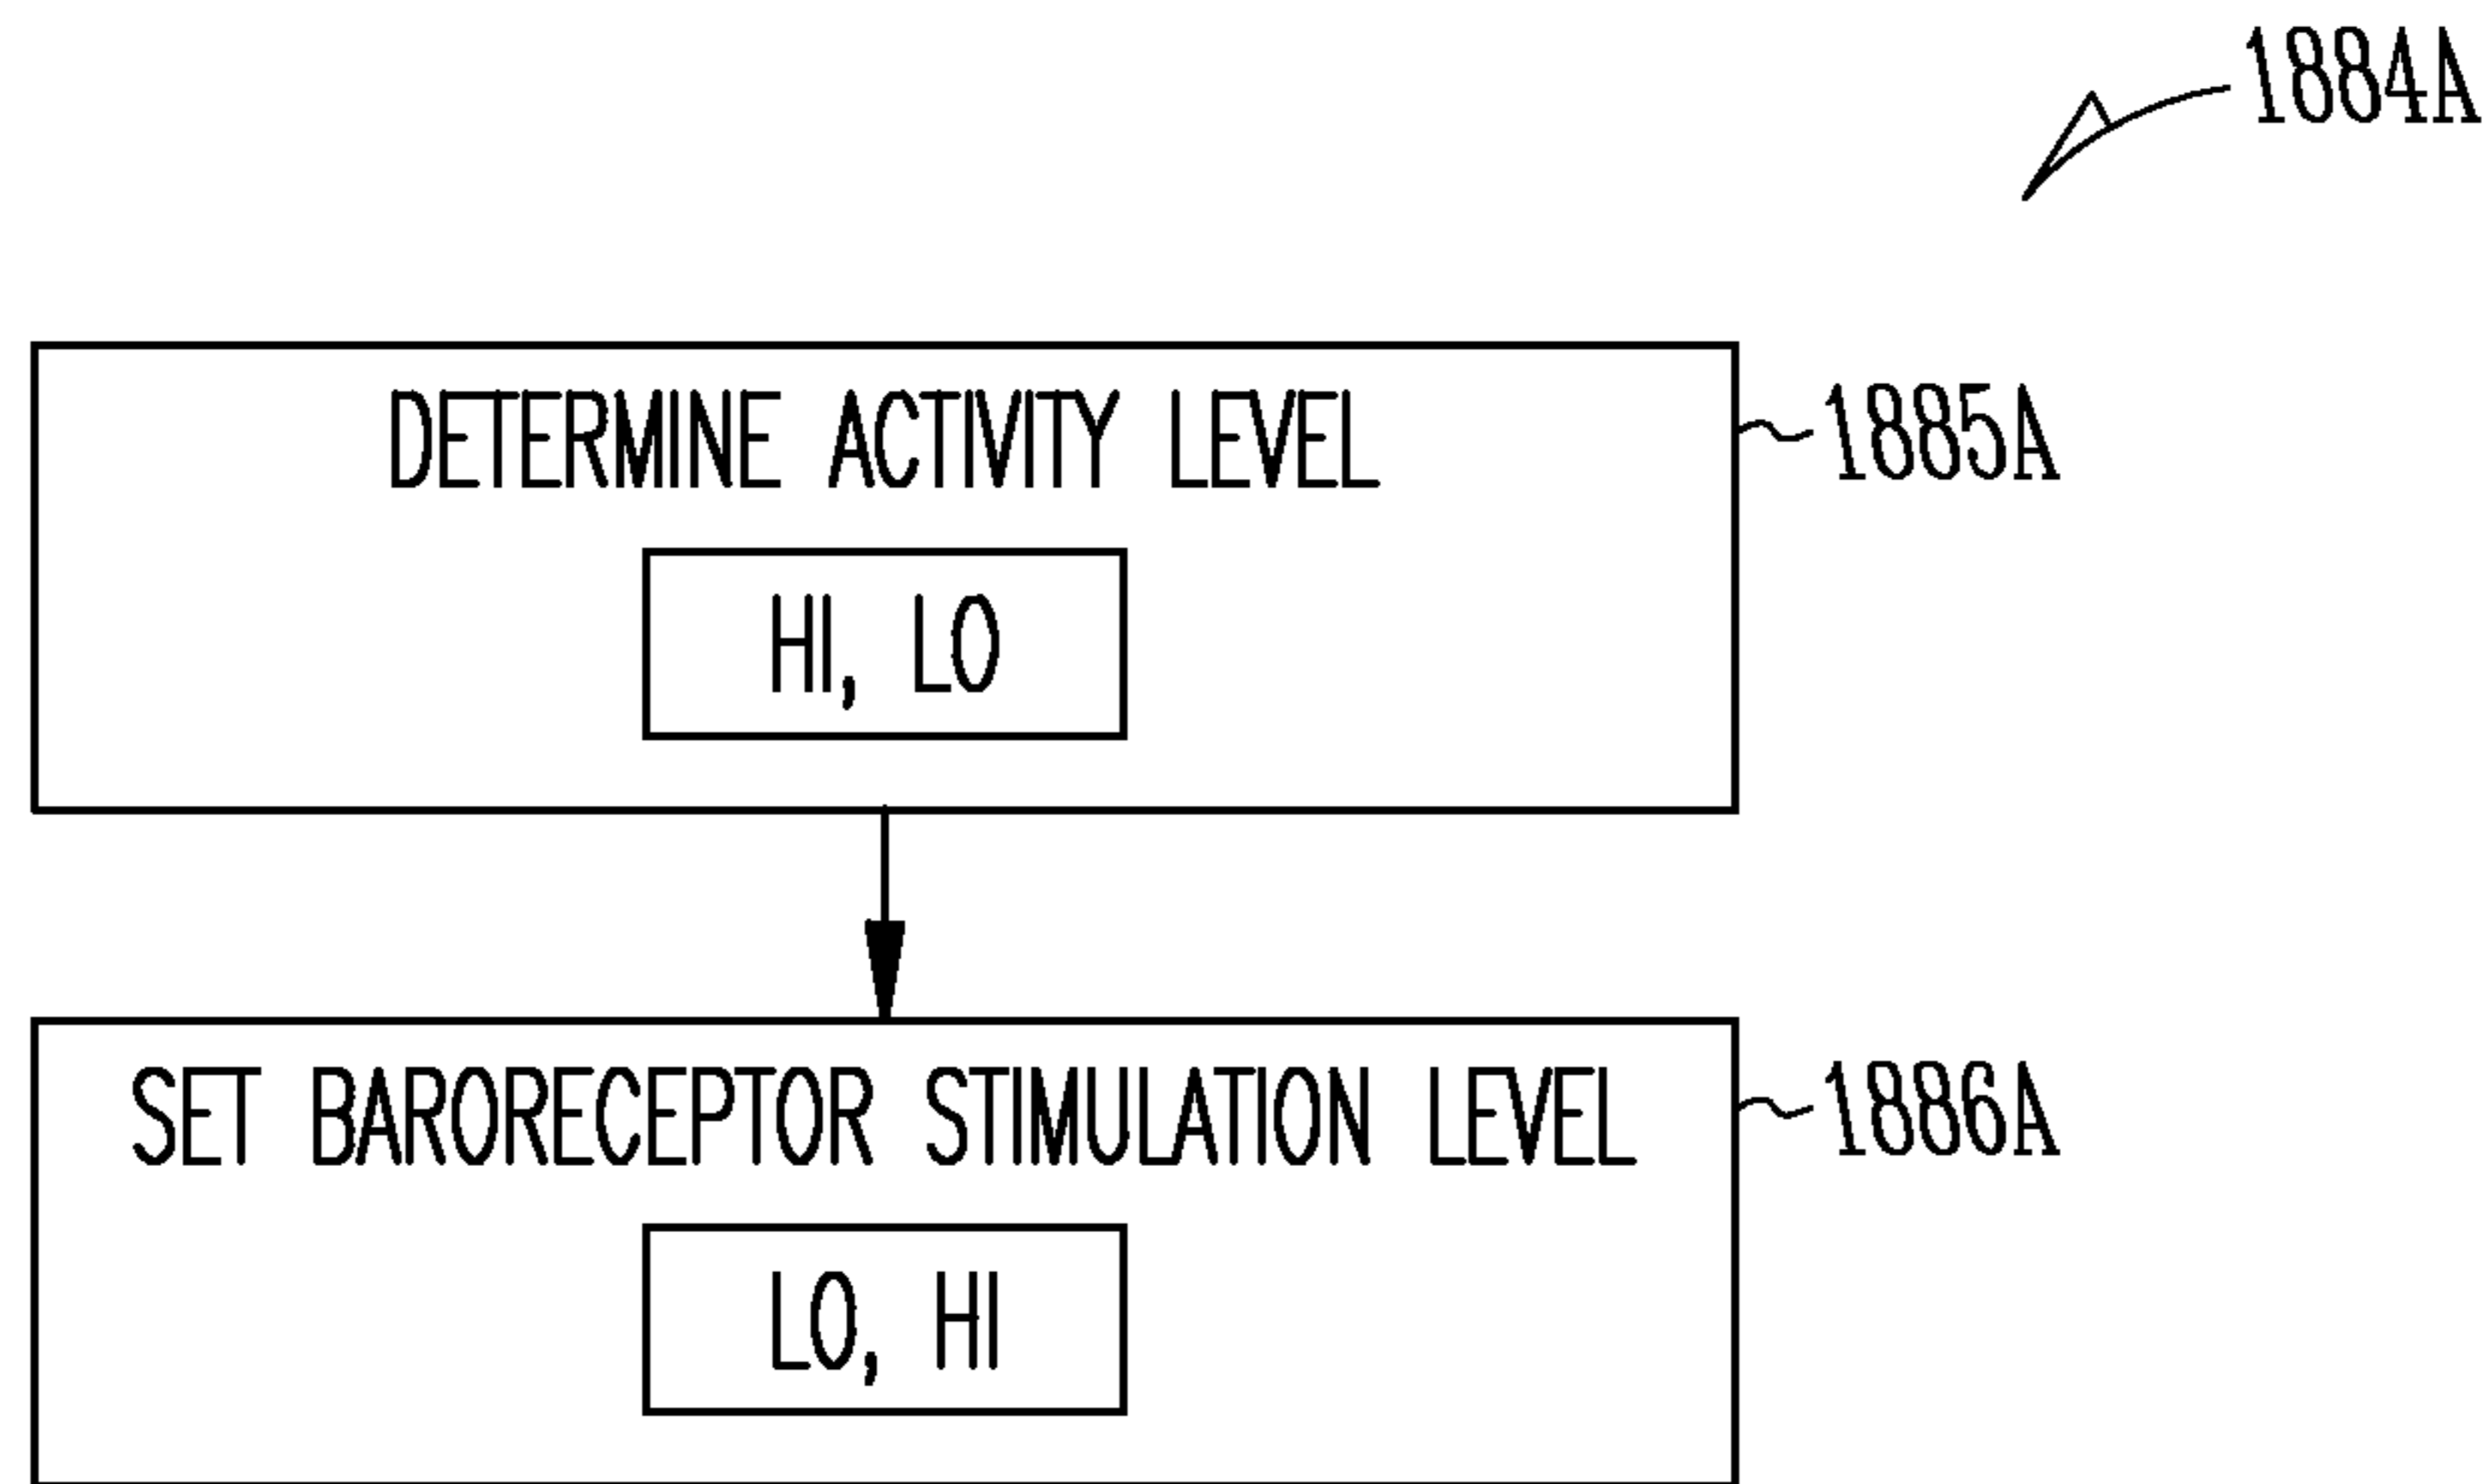 1884A
DETERMINE ACTIVITY LEVEL
1885A
HI, LO
SET BARORECEPTOR STIMULATION LEVEL
1886A
LO, HI